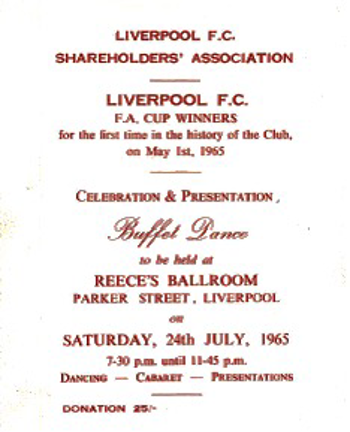 LIVERPOOL F.C.
SHAREHOLDERS' ASSOCIATION
LIVERPOOL F.C.
F.A. CUP WINNERS
for the first time in the history of the Club,
on May 1st, 1965
CELEBRATION & PRESENTATION,
Buffet Dance
to be held at
REECE'S BALLROOM
PARKER STREET, LIVERPOOL
on
SATURDAY, 24th JULY, 1965
7-30 p.m. until 11-45 p.m.
DANCING — CABARET — PRESENTATIONS
DONATION 25/-